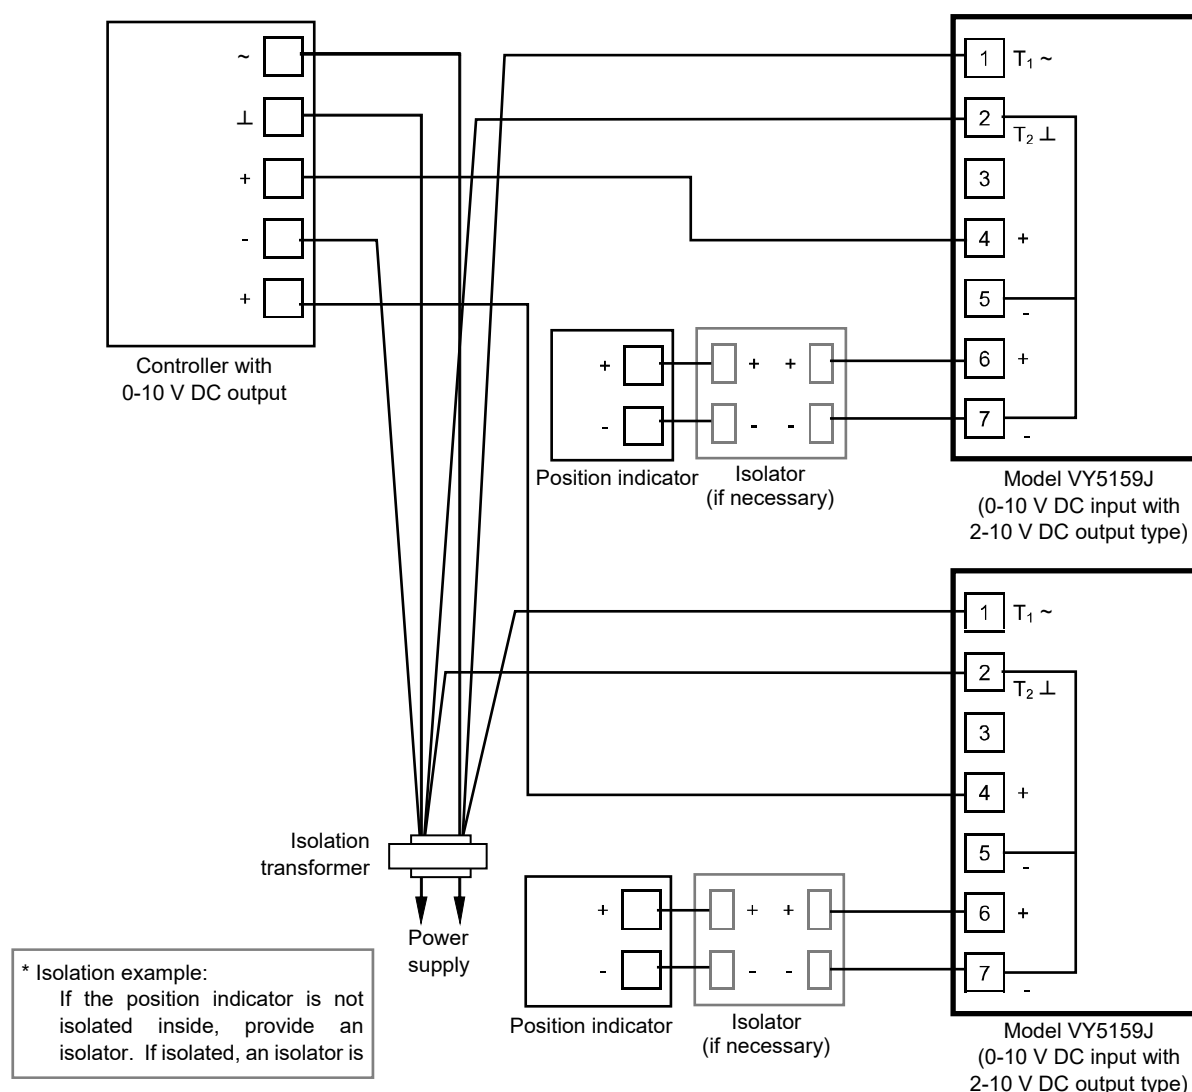 ~
⊥
+
-
+
Controller with
0-10 V DC output
1 T₁ ~
2 T₂ ⊥
3
4 +
5 -
6 +
7 -
Model VY5159J
(0-10 V DC input with
2-10 V DC output type)
+ + +
- - -
Position indicator
Isolator
(if necessary)
1 T₁ ~
2 T₂ ⊥
3
4 +
5 -
6 +
7 -
Model VY5159J
(0-10 V DC input with
2-10 V DC output type)
+ + +
- - -
Position indicator
Isolator
(if necessary)
Isolation
transformer
Power
supply
* Isolation example:
If the position indicator is not
isolated inside, provide an
isolator. If isolated, an isolator is